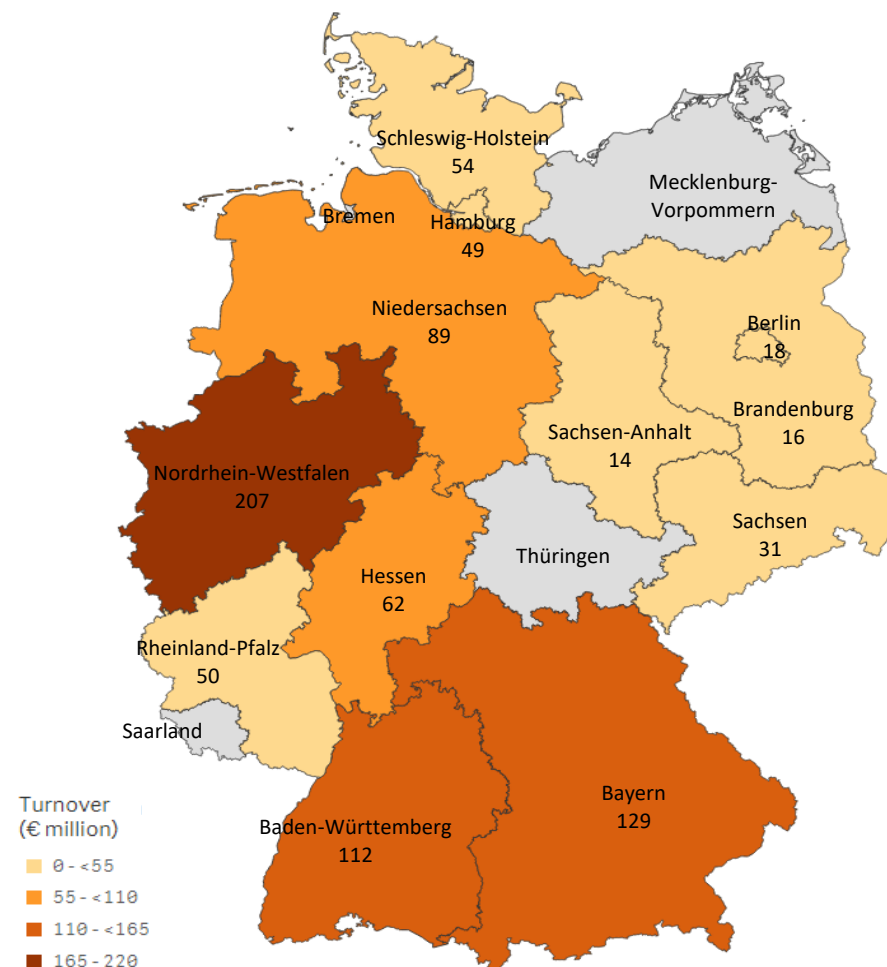 Schleswig-Holstein
54
Mecklenburg-
Vorpommern
Bremen
Hamburg
49
Niedersachsen
89
Berlin
18
Brandenburg
16
Sachsen-Anhalt
14
Nordrhein-Westfalen
207
Sachsen
31
Thüringen
Hessen
62
Rheinland-Pfalz
50
Saarland
Bayern
129
Baden-Württemberg
112
Turnover
(€ million)
0-<55
55-<110
110-<165
165-220